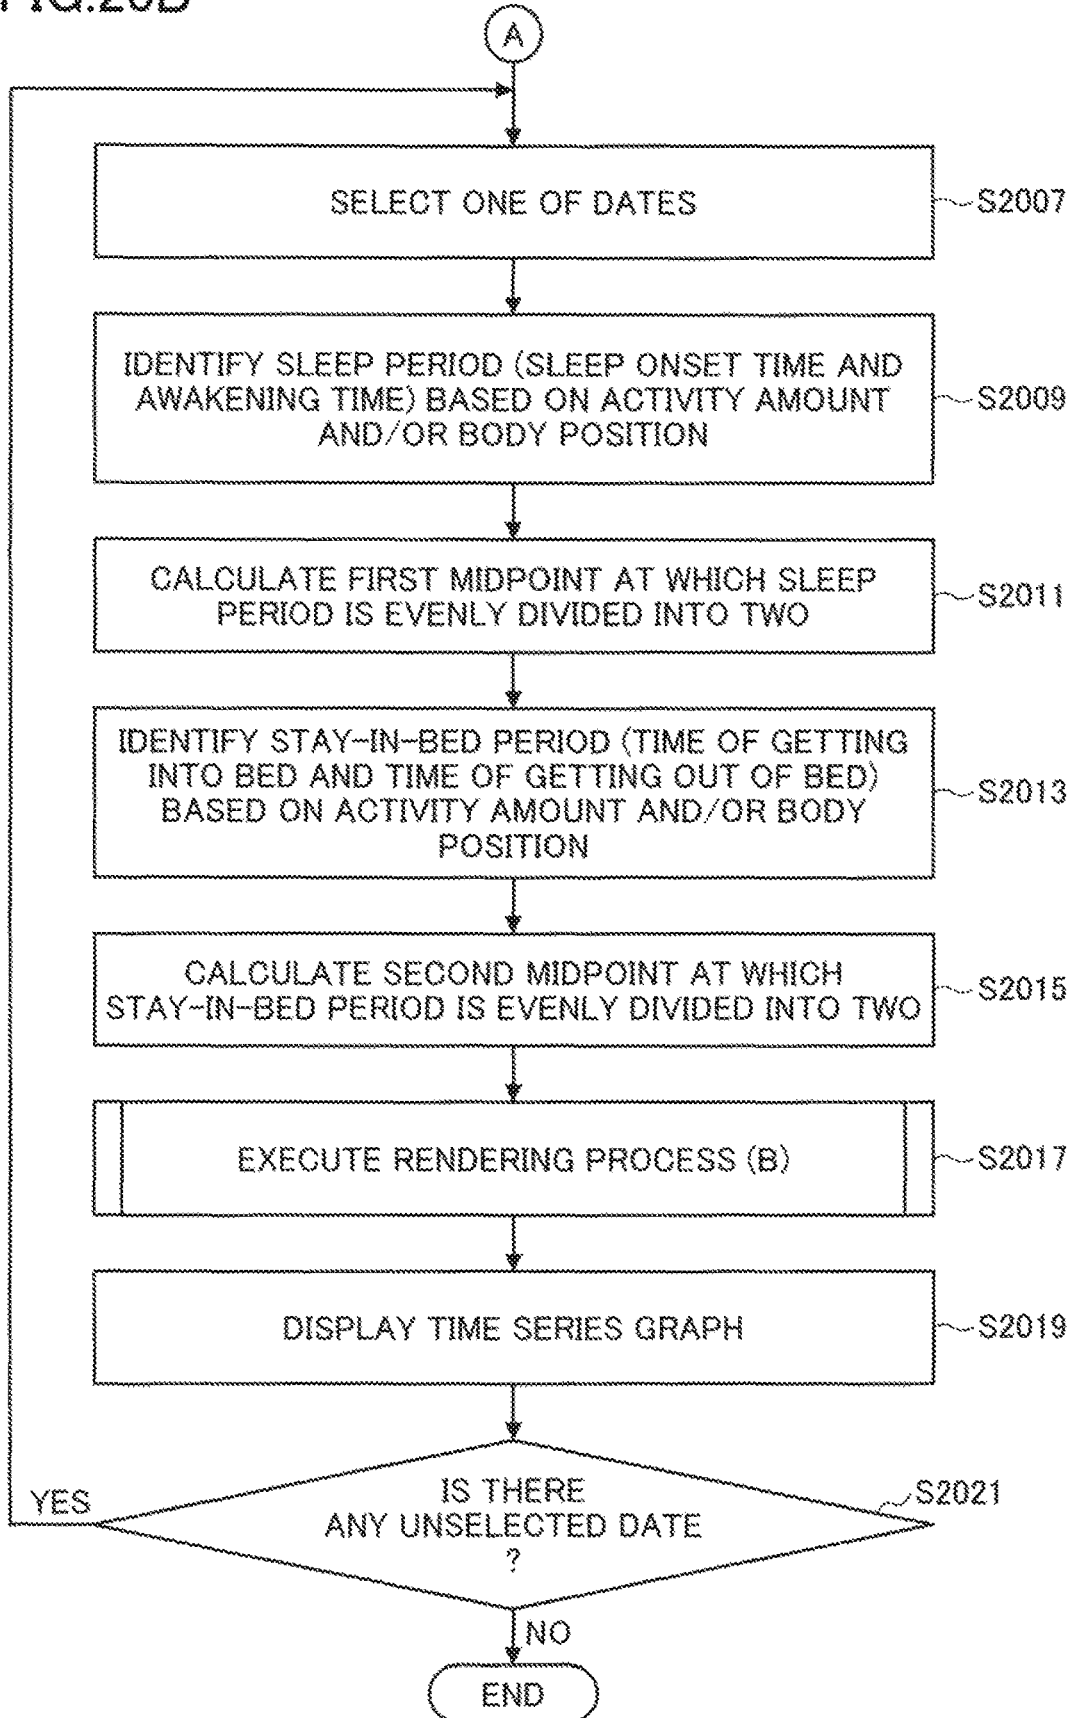 FIG.20B
A
SELECT ONE OF DATES
S2007
IDENTIFY SLEEP PERIOD (SLEEP ONSET TIME AND
AWAKENING TIME) BASED ON ACTIVITY AMOUNT
AND/OR BODY POSITION
S2009
CALCULATE FIRST MIDPOINT AT WHICH SLEEP
PERIOD IS EVENLY DIVIDED INTO TWO
S2011
IDENTIFY STAY-IN-BED PERIOD (TIME OF GETTING
INTO BED AND TIME OF GETTING OUT OF BED)
BASED ON ACTIVITY AMOUNT AND/OR BODY
POSITION
S2013
CALCULATE SECOND MIDPOINT AT WHICH
STAY-IN-BED PERIOD IS EVENLY DIVIDED INTO TWO
S2015
EXECUTE RENDERING PROCESS (B)
S2017
DISPLAY TIME SERIES GRAPH
S2019
IS THERE
ANY UNSELECTED DATE
?
S2021
YES
NO
END